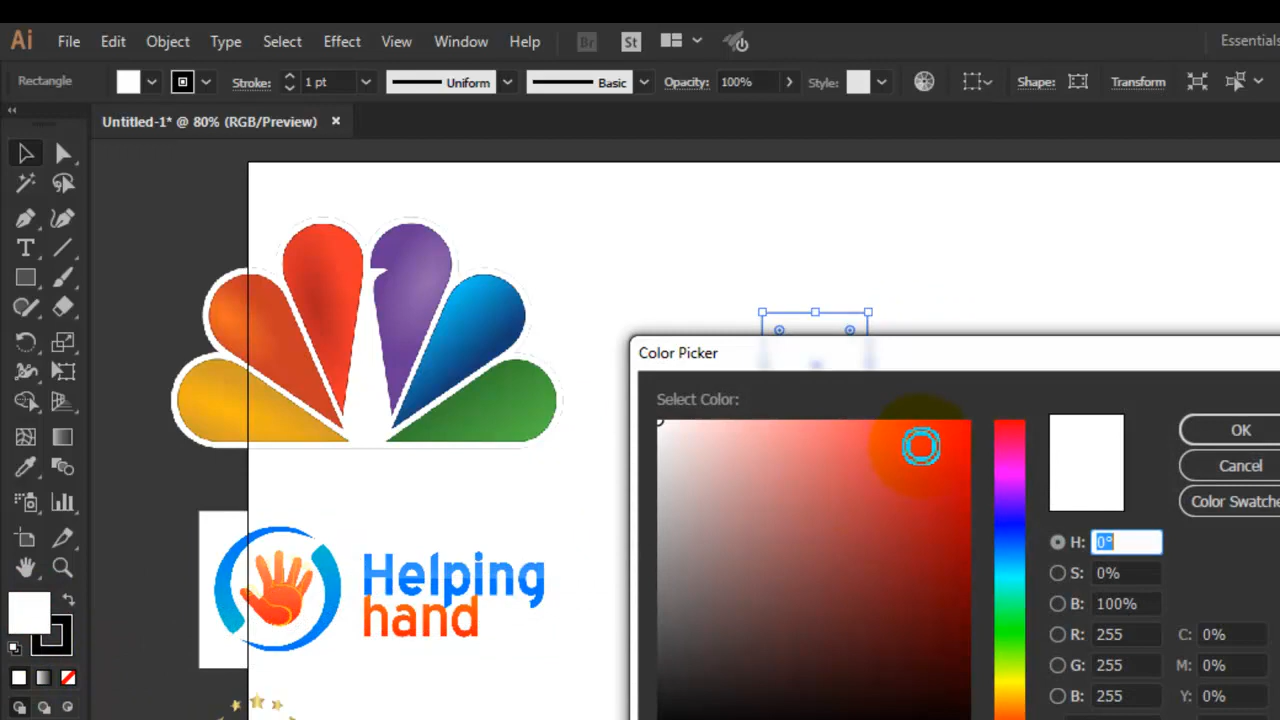 Ai File Edit Object Type Select Effect View Window Help Br St Essentials
Rectangle Stroke: 1 pt Uniform Basic Opacity: 100% Style: Shape: Transform
Untitled-1* @ 80% (RGB/Preview) ×
Color Picker
Select Color:
OK
Cancel
Color Swatche
H: 0°
S: 0%
B: 100%
R: 255 C: 0%
G: 255 M: 0%
B: 255 Y: 0%
Helping
hand